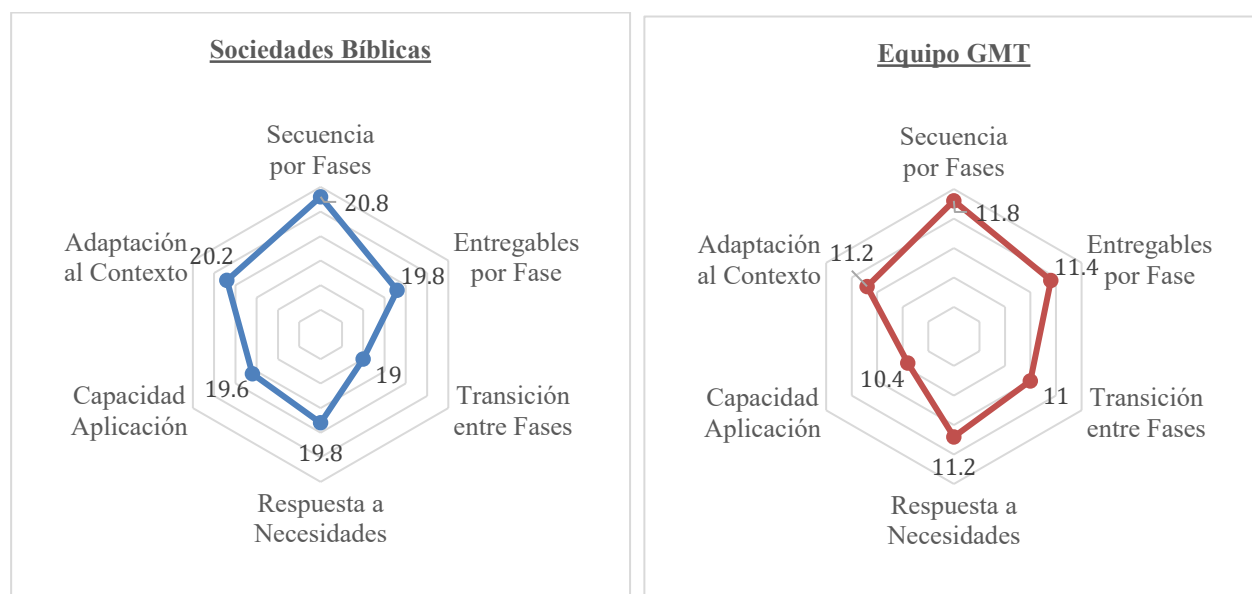 Sociedades Bíblicas
Secuencia
por Fases
20.8
Adaptación
al Contexto
20.2
Entregables
por Fase
19.8
Capacidad
Aplicación
19.6
19
Transición
entre Fases
19.8
Respuesta a
Necesidades
Equipo GMT
Secuencia
por Fases
11.8
Adaptación
al Contexto
11.2
Entregables
por Fase
11.4
Capacidad
Aplicación
10.4
11
Transición
entre Fases
11.2
Respuesta a
Necesidades